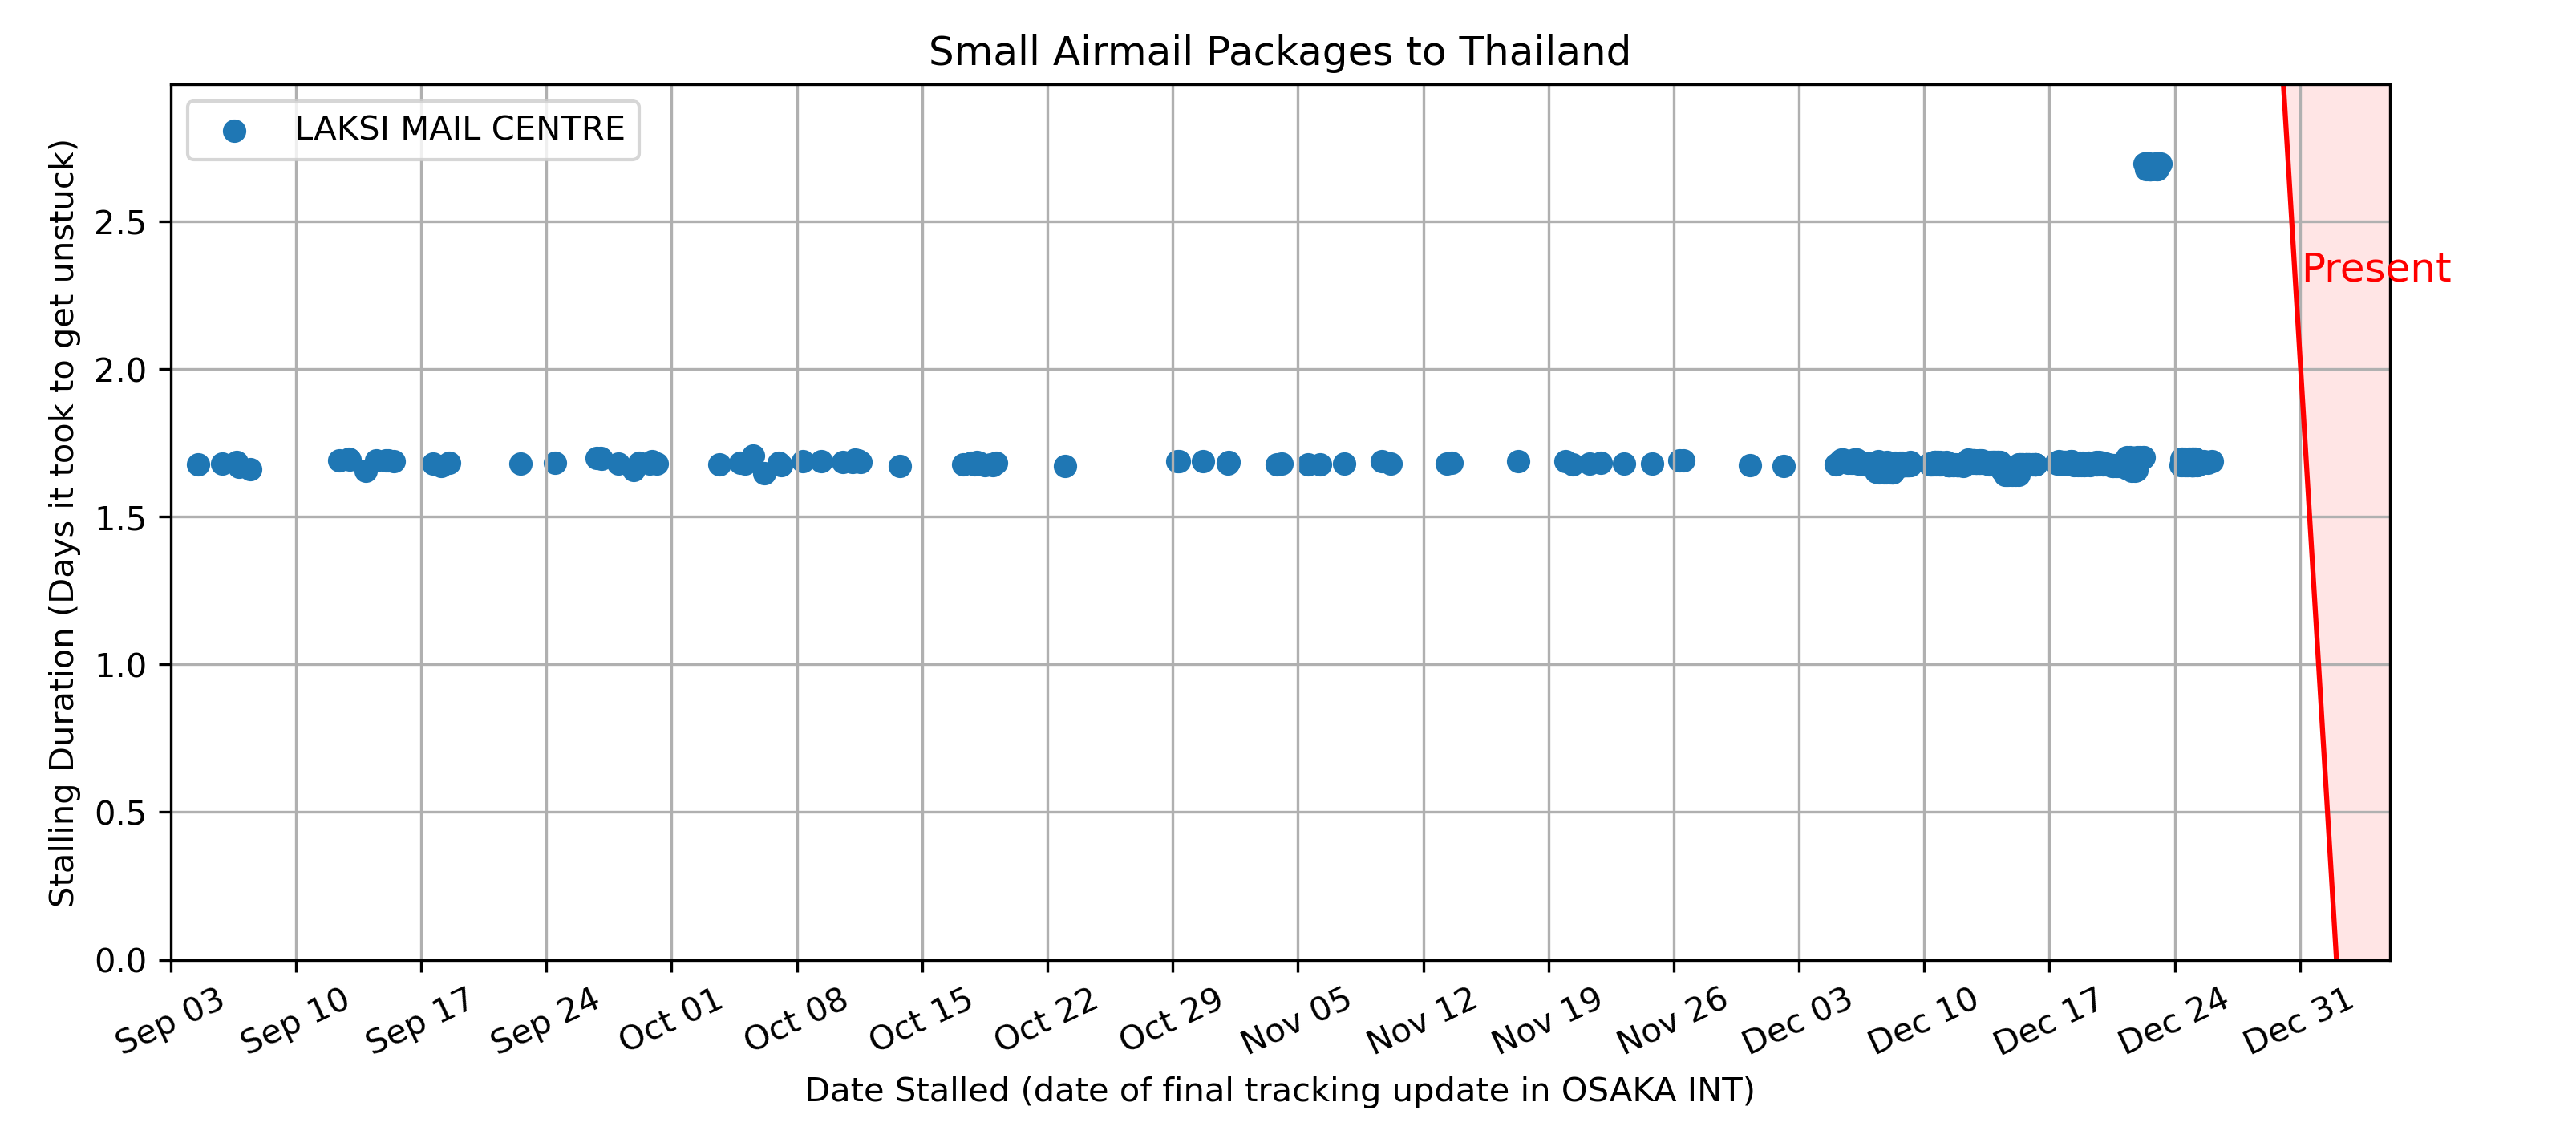 Small Airmail Packages to Thailand
LAKSI MAIL CENTRE
Stalling Duration (Days it took to get unstuck)
2.5
2.0
1.5
1.0
0.5
0.0
Present
Sep 03
Sep 10
Sep 17
Sep 24
Oct 01
Oct 08
Oct 15
Oct 22
Oct 29
Nov 05
Nov 12
Nov 19
Nov 26
Dec 03
Dec 10
Dec 17
Dec 24
Dec 31
Date Stalled (date of final tracking update in OSAKA INT)